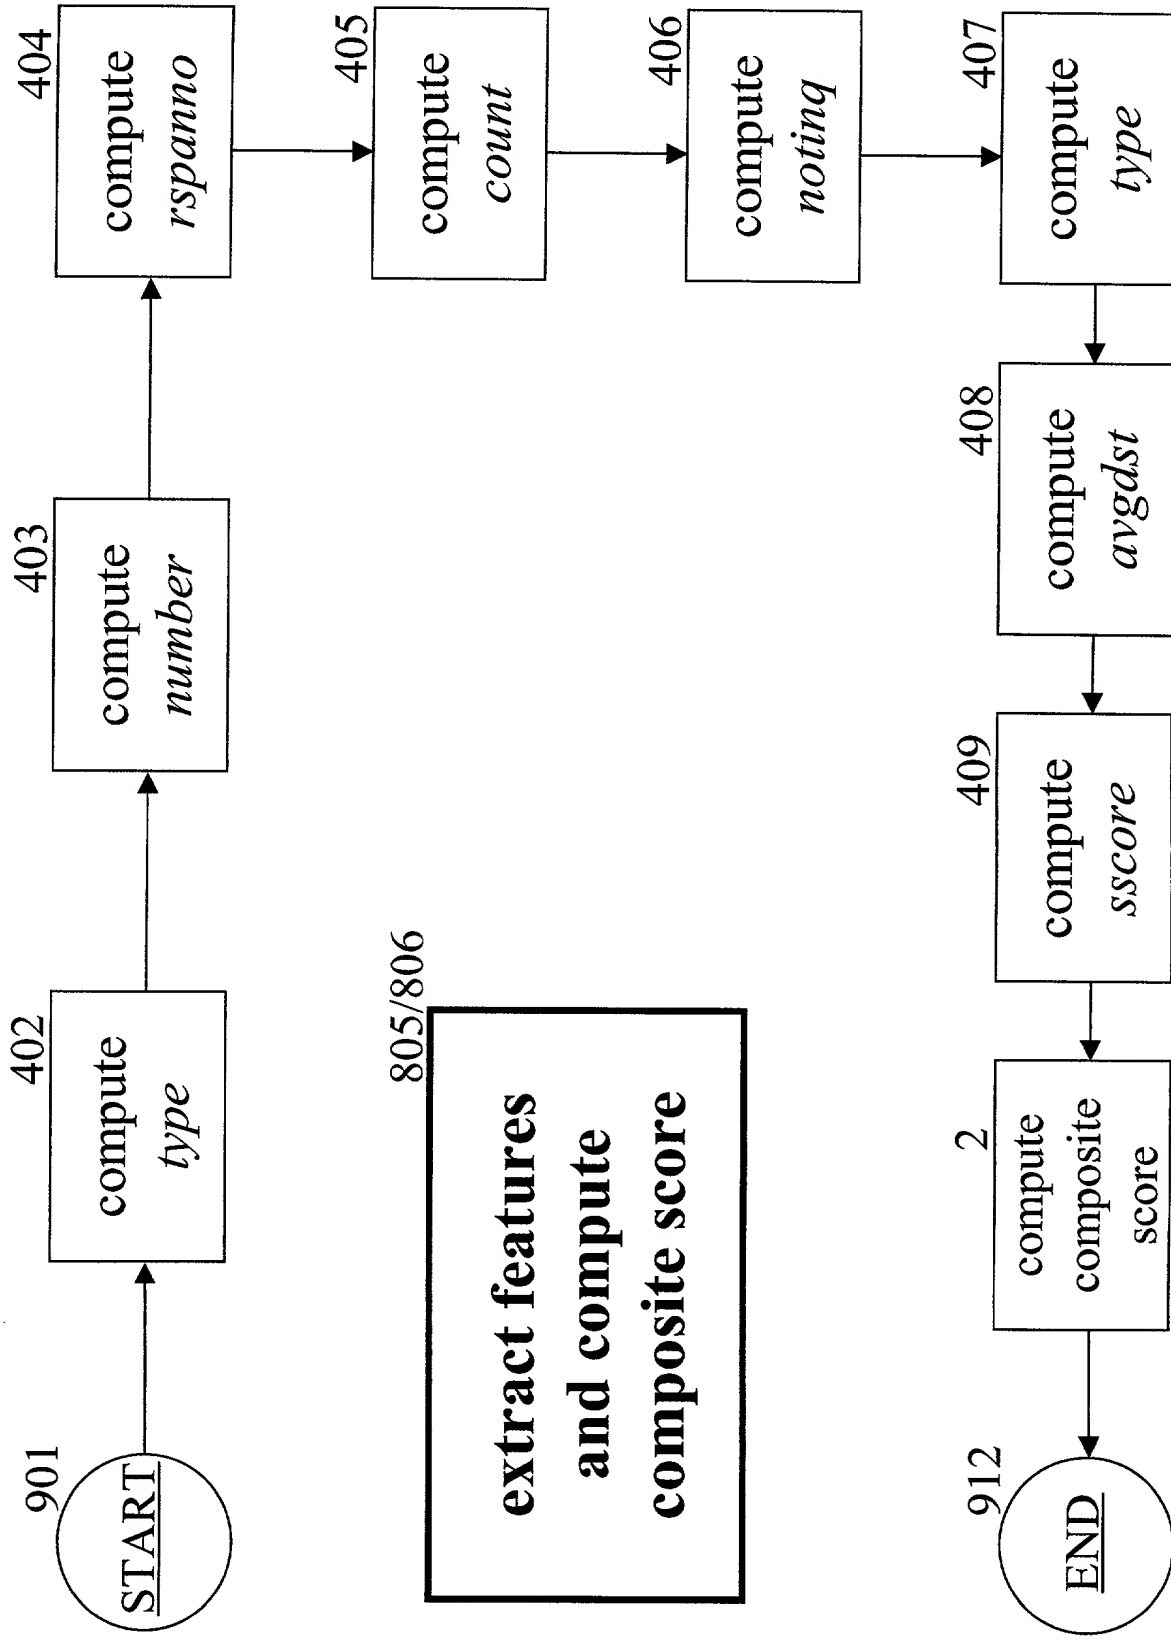 901
START
402
compute
type
403
compute
number
404
compute
rspanno
405
compute
count
406
compute
notinq
407
compute
type
408
compute
avgdst
409
compute
sscore
2
compute
composite
score
912
END
805/806
extract features
and compute
composite score